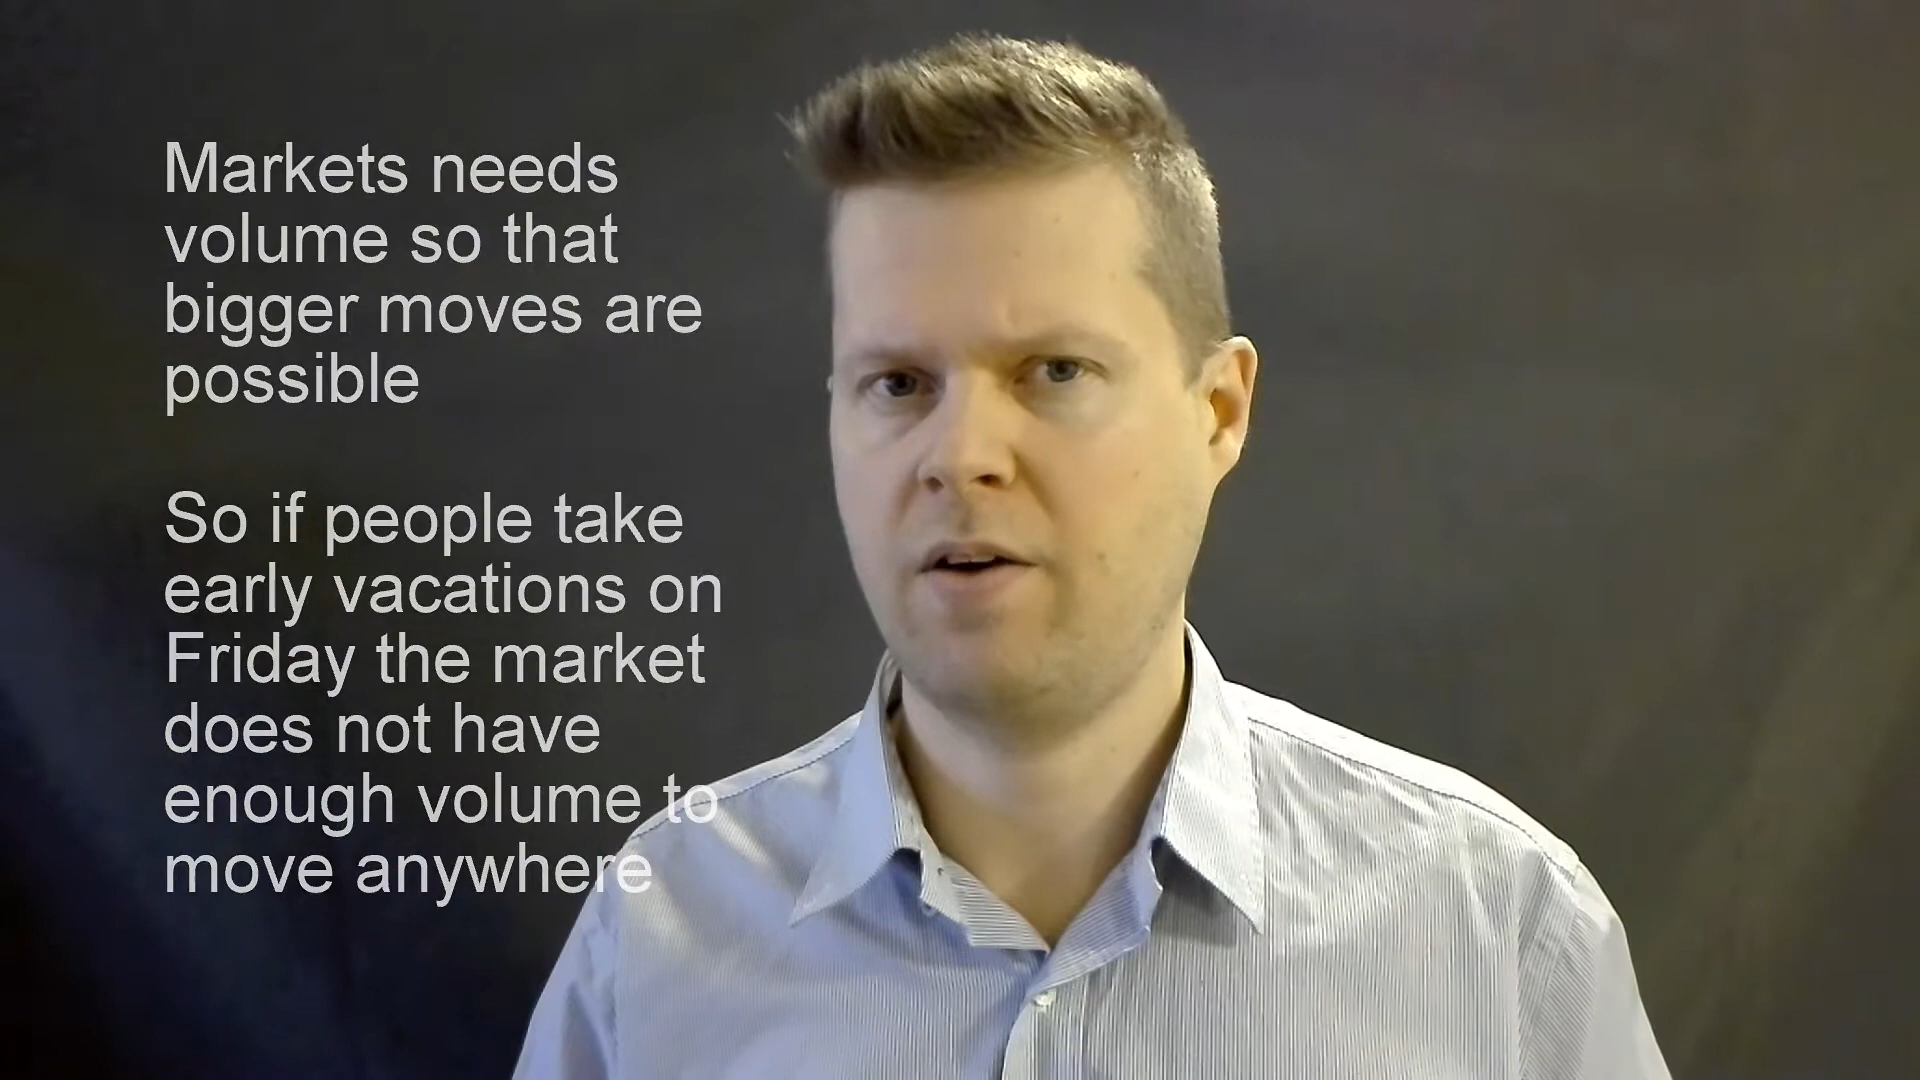 Markets needs
volume so that
bigger moves are
possible
So if people take
early vacations on
Friday the market
does not have
enough volume to
move anywhere